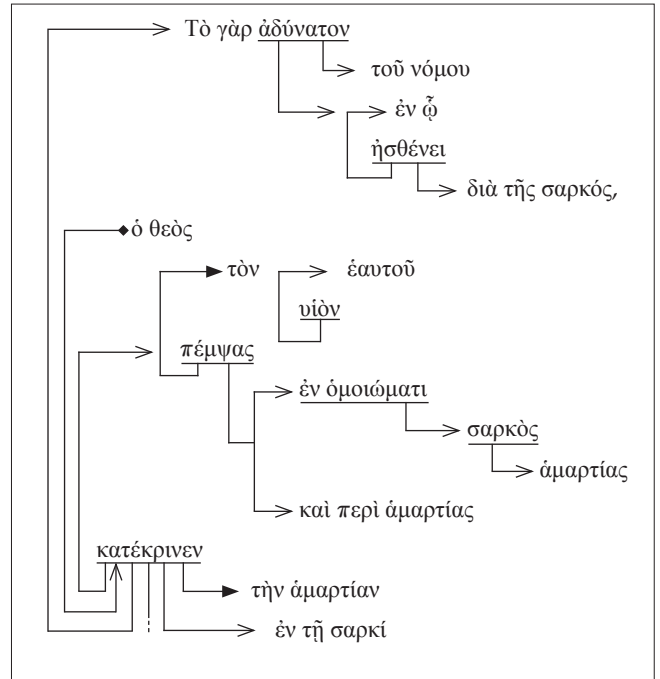 Τὸ γὰρ ἀδύνατον
τοῦ νόμου
ἐν ᾧ
ἠσθένει
διὰ τῆς σαρκός,
ὁ θεὸς
τὸν ἑαυτοῦ
υἱὸν
πέμψας
ἐν ὁμοιώματι
σαρκὸς
ἁμαρτίας
καὶ περὶ ἁμαρτίας
κατέκρινεν
τὴν ἁμαρτίαν
ἐν τῇ σαρκί